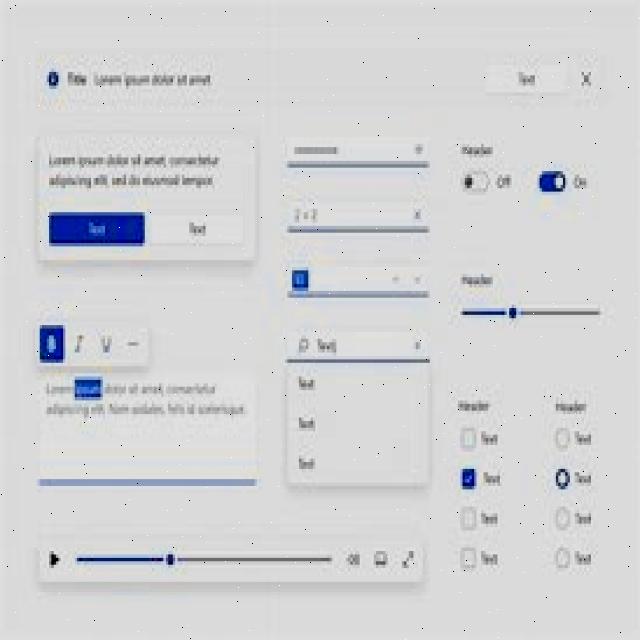 Title Lorem ipsum dolor sit amet
Text X
Lorem ipsum dolor sit amet, consectetur
adipiscing elit, sed do eiusmod tempor.
Text Text
Header
Off On
2 + 2
Header
B I U
Lorem ipsum dolor sit amet, consectetur
adipiscing elit. Nam sodales, felis id scelerisque.
Text
Text
Text
Text
Header
Text
Text
Text
Text
Header
Text
Text
Text
Text